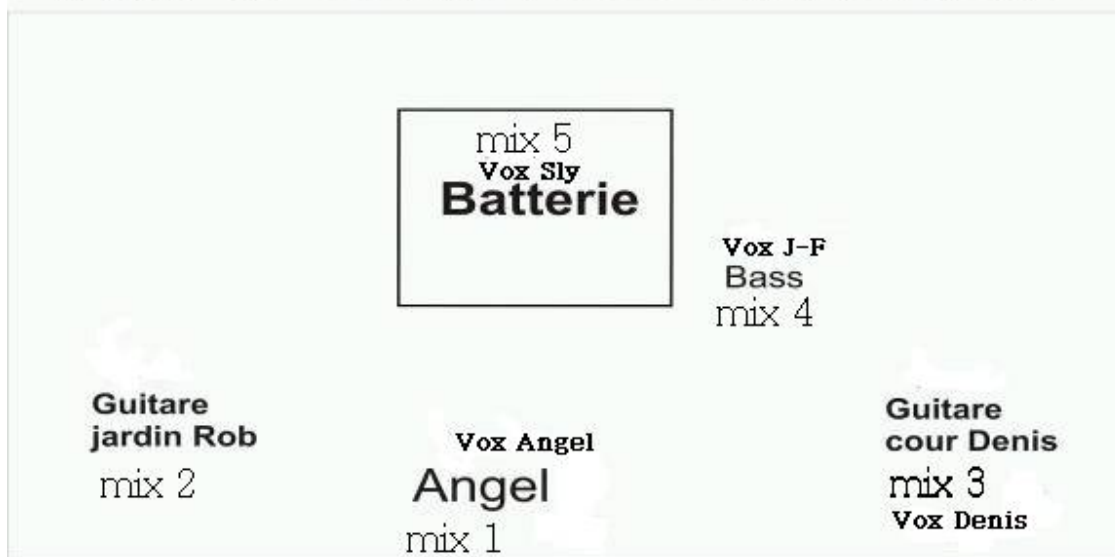 mix 5
Vox Sly
Batterie
Vox J-F
Bass
mix 4
Guitare
jardin Rob
mix 2
Vox Angel
Angel
mix 1
Guitare
cour Denis
mix 3
Vox Denis